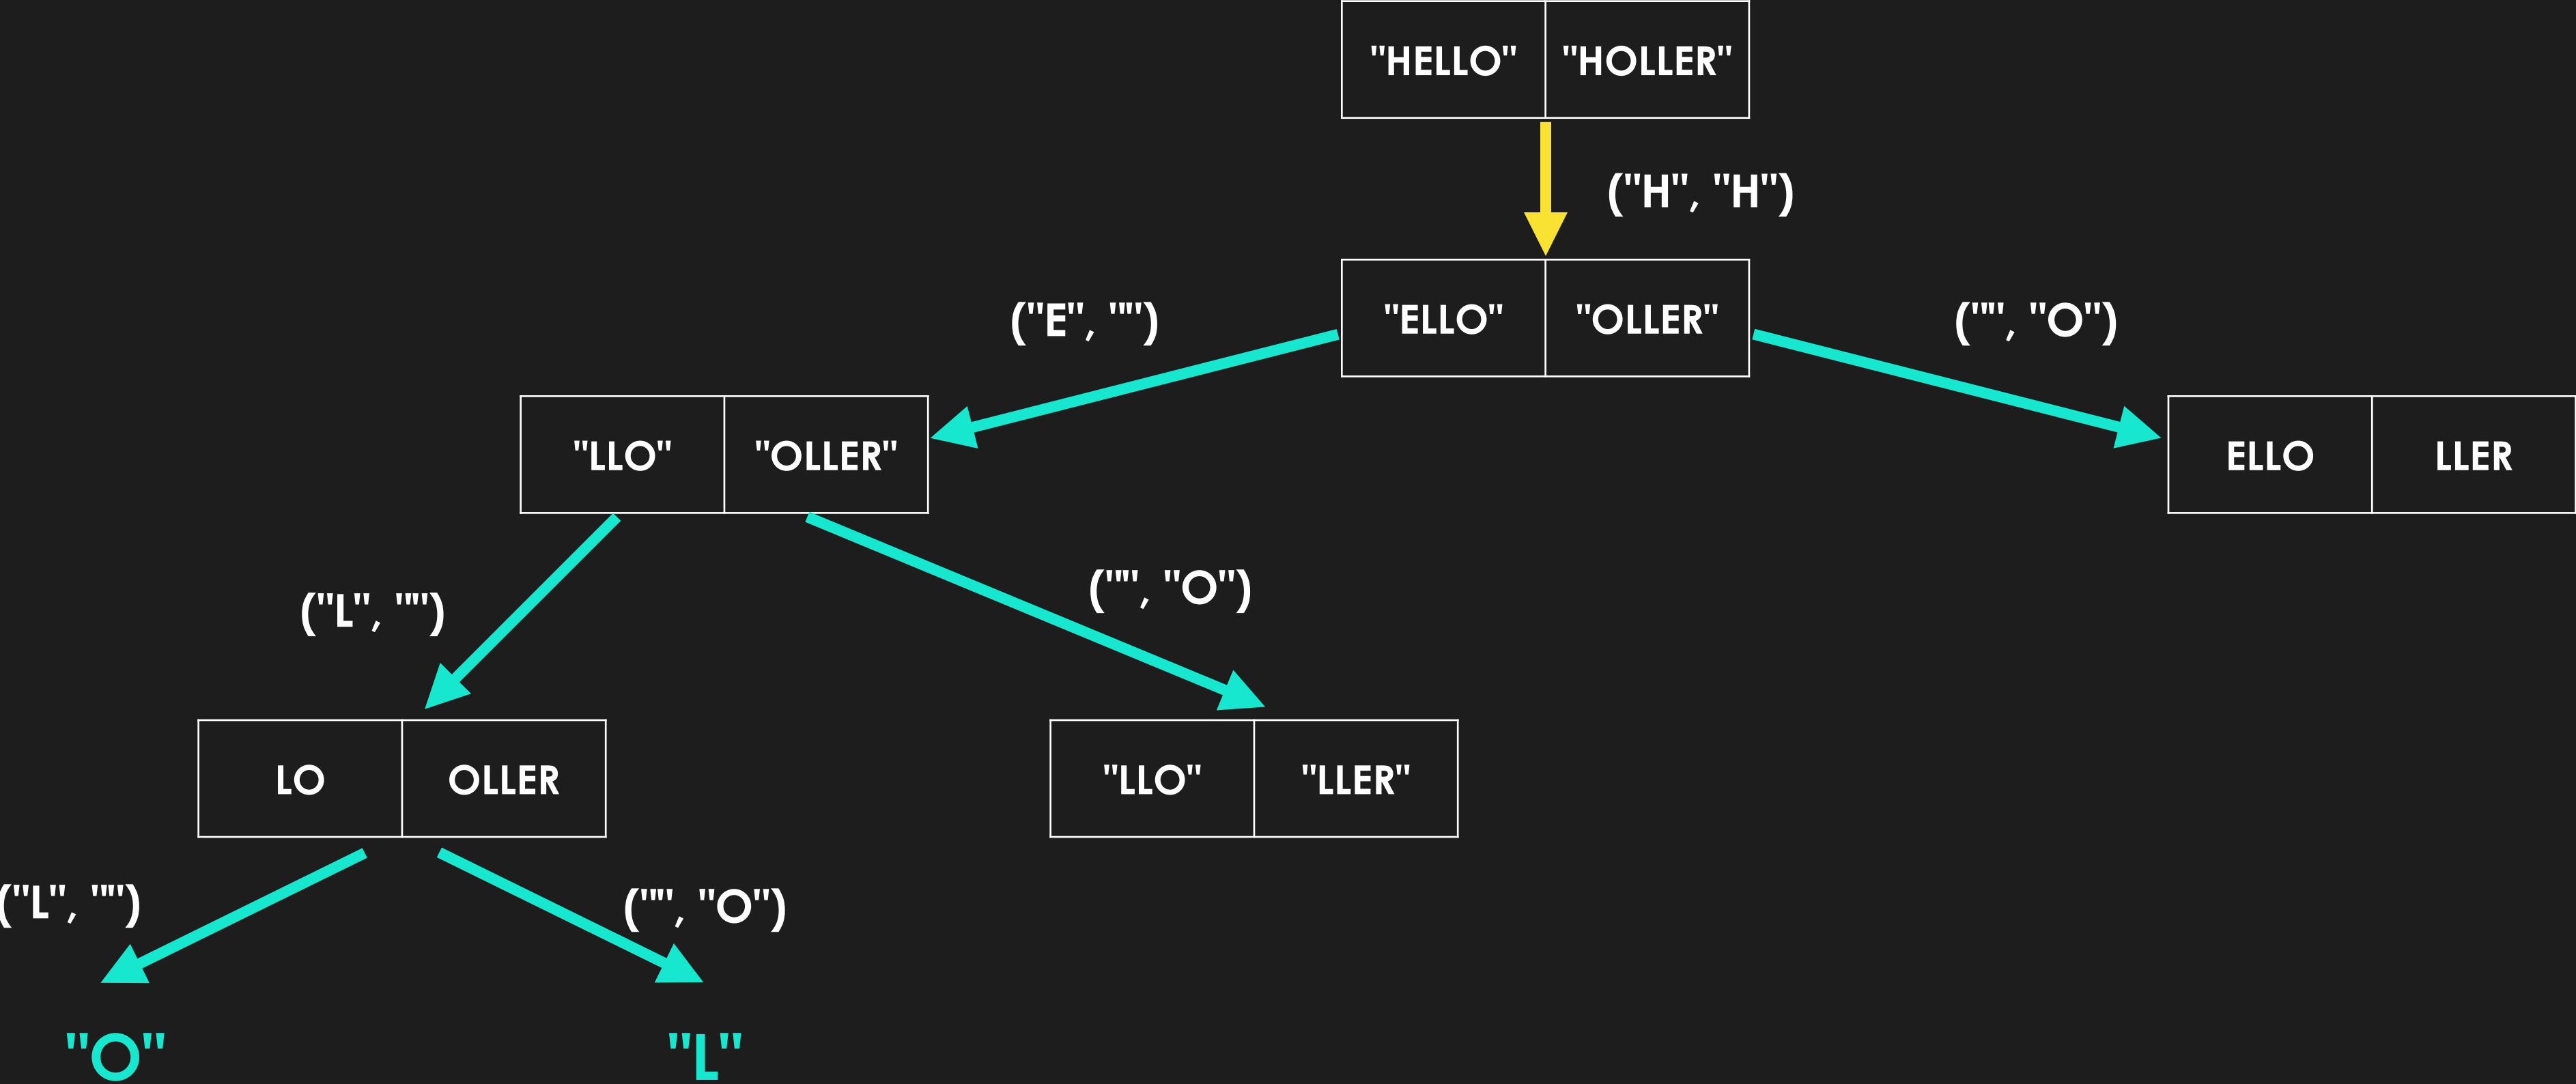 "HELLO" "HOLLER"
("H", "H")
"ELLO" "OLLER"
("E", "")
("", "O")
"LLO" "OLLER"
ELLO LLER
("L", "")
("", "O")
LO OLLER
"LLO" "LLER"
("L", "")
("", "O")
"O"
"L"